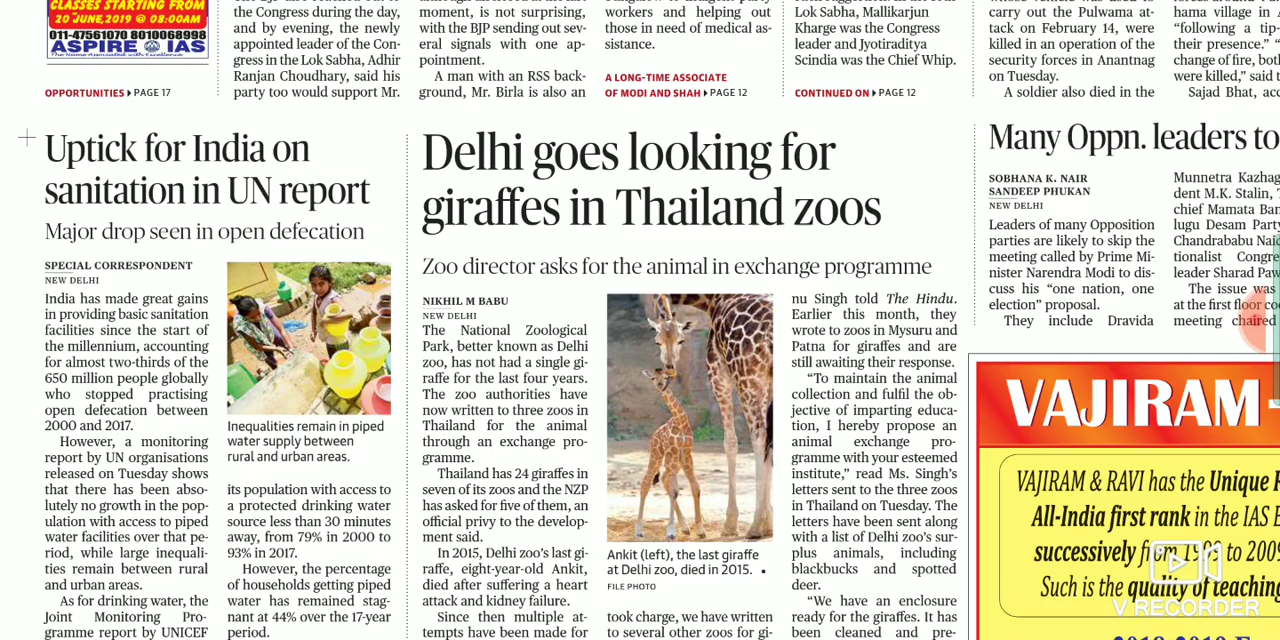 CLASSES STARTING FROM
20 JUNE,2019 @ 08:00AM
011-47561070 8010068998
ASPIRE IAS
The Name Associated with Excellence
OPPORTUNITIES PAGE 17
the Congress during the day,
and by evening, the newly
appointed leader of the Con-
gress in the Lok Sabha, Adhir
Ranjan Choudhary, said his
party too would support Mr.
moment, is not surprising,
with the BJP sending out sev-
eral signals with one ap-
pointment.
A man with an RSS back-
ground, Mr. Birla is also an
workers and helping out
those in need of medical as-
sistance.
A LONG-TIME ASSOCIATE
OF MODI AND SHAH PAGE 12
Lok Sabha, Mallikarjun
Kharge was the Congress
leader and Jyotiraditya
Scindia was the Chief Whip.
CONTINUED ON PAGE 12
carry out the Pulwama at-
tack on February 14, were
killed in an operation of the
security forces in Anantnag
on Tuesday.
A soldier also died in the
hama village in A
"following a tip-
their presence." "
change of fire, both
were killed," said t
Sajad Bhat, acc
Uptick for India on
sanitation in UN report
Major drop seen in open defecation
SPECIAL CORRESPONDENT
NEW DELHI
India has made great gains
in providing basic sanitation
facilities since the start of
the millennium, accounting
for almost two-thirds of the
650 million people globally
who stopped practising
open defecation between
2000 and 2017.
However, a monitoring
report by UN organisations
released on Tuesday shows
that there has been abso-
lutely no growth in the pop-
ulation with access to piped
water facilities over that pe-
riod, while large inequali-
ties remain between rural
and urban areas.
As for drinking water, the
Joint Monitoring Pro-
gramme report by UNICEF
Inequalities remain in piped
water supply between
rural and urban areas.
its population with access to
a protected drinking water
source less than 30 minutes
away, from 79% in 2000 to
93% in 2017.
However, the percentage
of households getting piped
water has remained stag-
nant at 44% over the 17-year
period.
Delhi goes looking for
giraffes in Thailand zoos
Zoo director asks for the animal in exchange programme
NIKHIL M BABU
NEW DELHI
The National Zoological
Park, better known as Delhi
zoo, has not had a single gi-
raffe for the last four years.
The zoo authorities have
now written to three zoos in
Thailand for the animal
through an exchange pro-
gramme.
Thailand has 24 giraffes in
seven of its zoos and the NZP
has asked for five of them, an
official privy to the develop-
ment said.
In 2015, Delhi zoo's last gi-
raffe, eight-year-old Ankit,
died after suffering a heart
attack and kidney failure.
Since then multiple at-
tempts have been made for
Ankit (left), the last giraffe
at Delhi zoo, died in 2015. •
FILE PHOTO
took charge, we have written
to several other zoos for gi-
nu Singh told The Hindu.
Earlier this month, they
wrote to zoos in Mysuru and
Patna for giraffes and are
still awaiting their response.
"To maintain the animal
collection and fulfil the ob-
jective of imparting educa-
tion, I hereby propose an
animal exchange pro-
gramme with your esteemed
institute," read Ms. Singh's
letters sent to the three zoos
in Thailand on Tuesday. The
letters have been sent along
with a list of Delhi zoo's sur-
plus animals, including
blackbucks and spotted
deer.
"We have an enclosure
ready for the giraffes. It has
been cleaned and pre-
Many Oppn. leaders to
SOBHANA K. NAIR
SANDEEP PHUKAN
NEW DELHI
Leaders of many Opposition
parties are likely to skip the
meeting called by Prime Mi-
nister Narendra Modi to dis-
cuss his "one nation, one
election" proposal.
They include Dravida
Munnetra Kazhag
dent M.K. Stalin, T
chief Mamata Ban
lugu Desam Party
Chandrababu Naid
tionalist Congre
leader Sharad Paw
The issue was
at the first floor coo
meeting chaired
VAJIRAM
VAJIRAM & RAVI has the Unique
All-India first rank in the IAS E
successively from to 2009
Such is the quality of teaching
V RECORDER